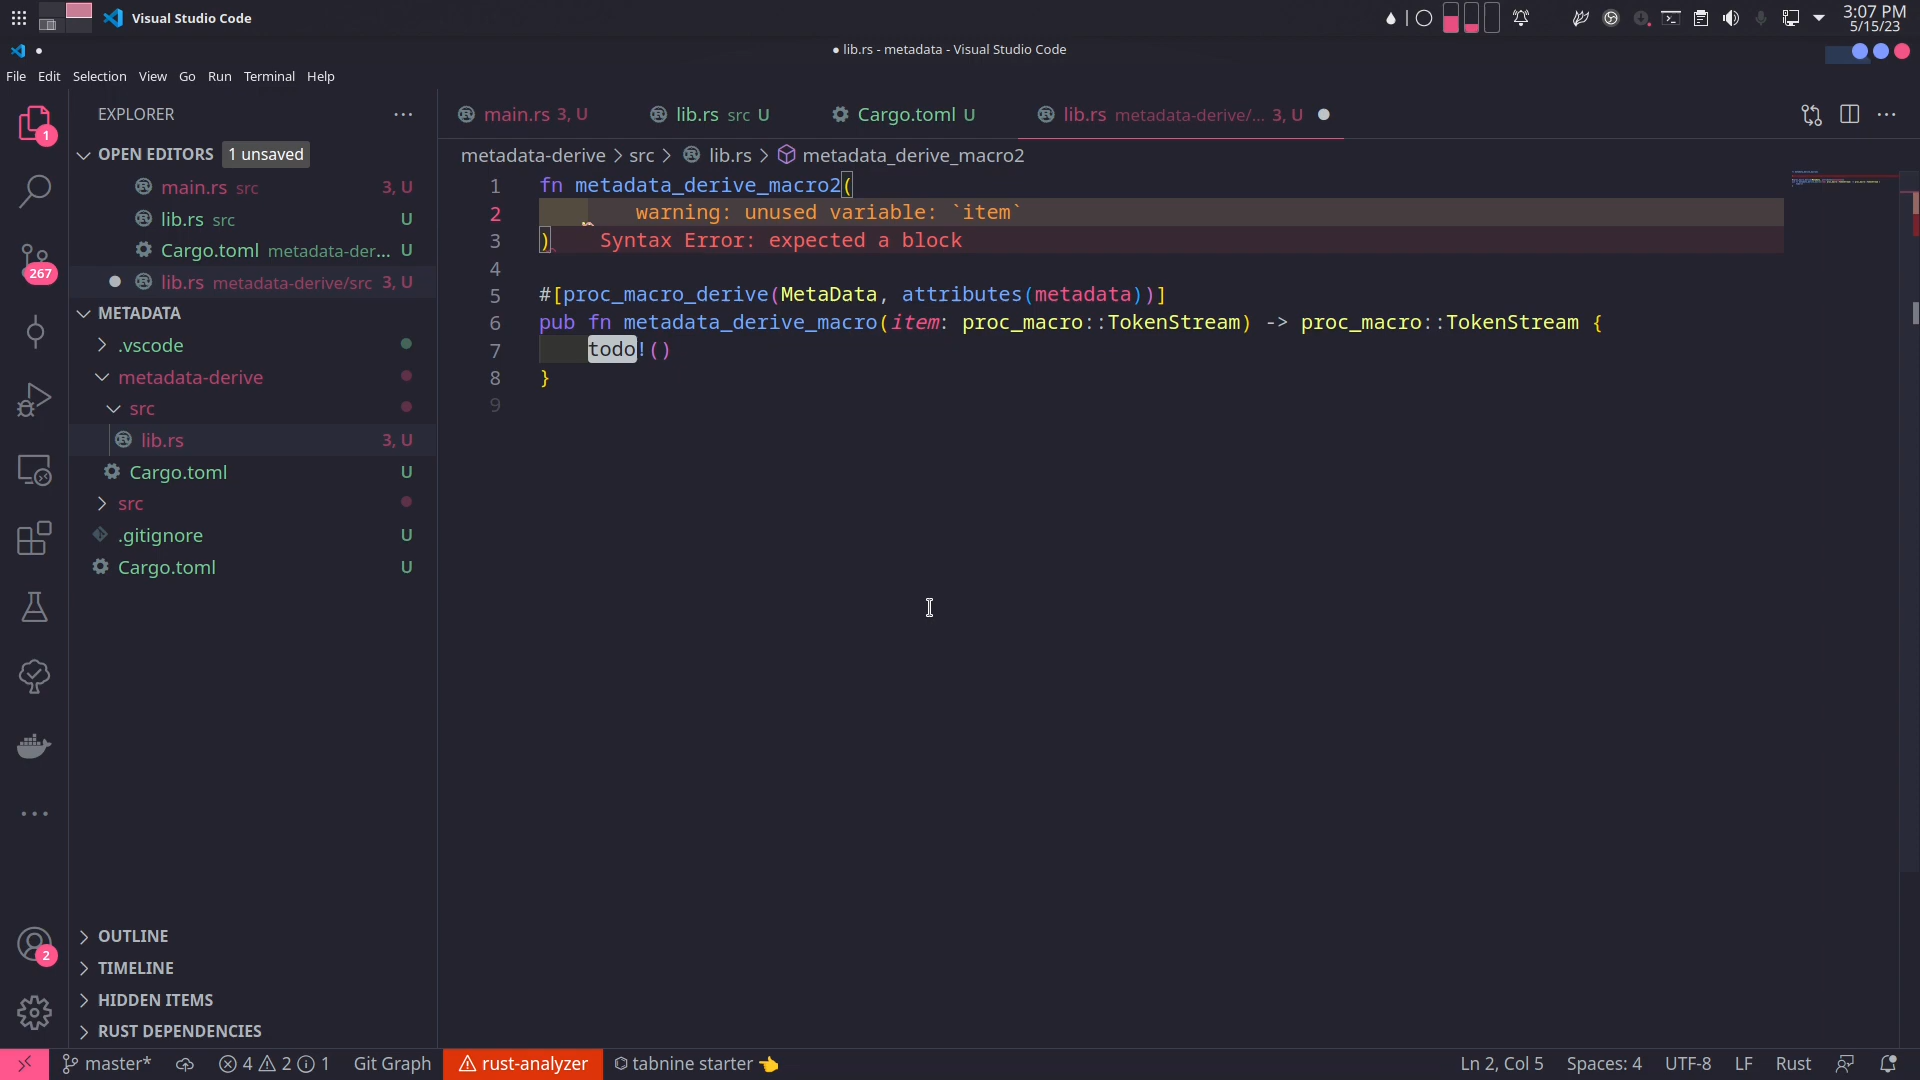 Visual Studio Code
3:07 PM
5/15/23
● lib.rs - metadata - Visual Studio Code
File Edit Selection View Go Run Terminal Help
EXPLORER
OPEN EDITORS 1 unsaved
main.rs src 3, U
lib.rs src U
Cargo.toml metadata-der... U
lib.rs metadata-derive/src 3, U
METADATA
.vscode
metadata-derive
src
lib.rs 3, U
Cargo.toml U
src
.gitignore U
Cargo.toml U
OUTLINE
TIMELINE
HIDDEN ITEMS
RUST DEPENDENCIES
1
267
2
main.rs 3, U
lib.rs src U
Cargo.toml U
lib.rs metadata-derive/... 3, U
metadata-derive > src > lib.rs > metadata_derive_macro2
1 fn metadata_derive_macro2(
2 warning: unused variable: `item`
3 ) Syntax Error: expected a block
4
5 #[proc_macro_derive(MetaData, attributes(metadata))]
6 pub fn metadata_derive_macro(item: proc_macro::TokenStream) -> proc_macro::TokenStream {
7 todo!()
8 }
9
master* 4 2 1 Git Graph rust-analyzer tabnine starter 👈 Ln 2, Col 5 Spaces: 4 UTF-8 LF Rust